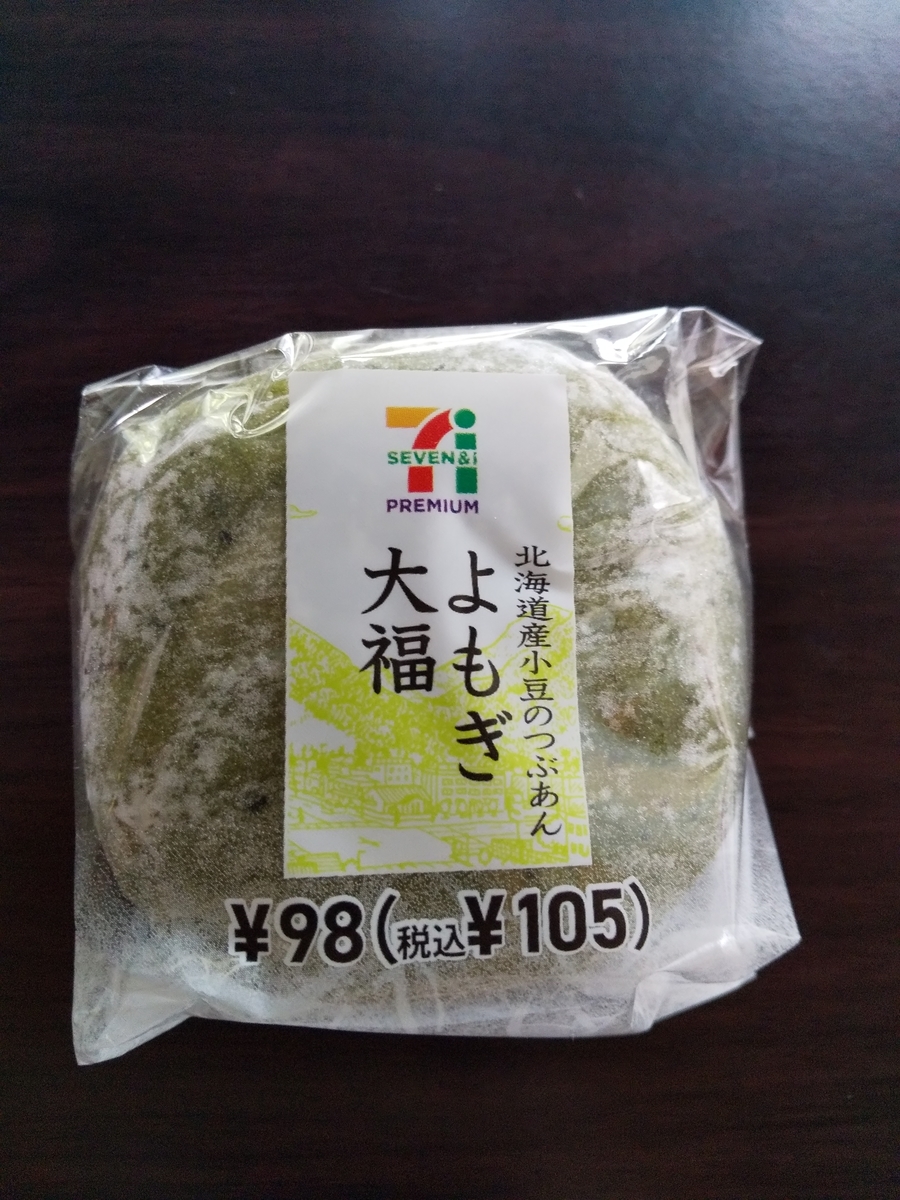 SEVEN&i
PREMIUM
北海道産小豆のつぶあん
よもぎ
大福
¥98(税込¥105)